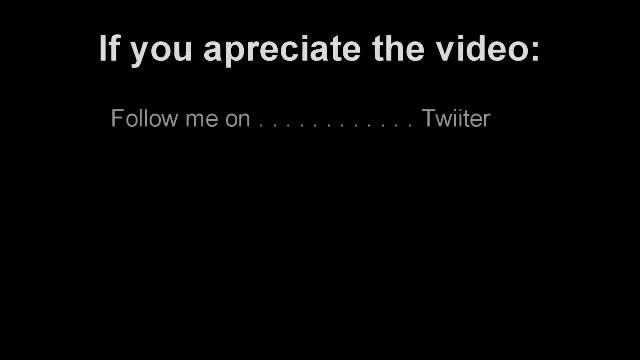 If you apreciate the video:
Follow me on . . . . . . . . . . . . Twiiter